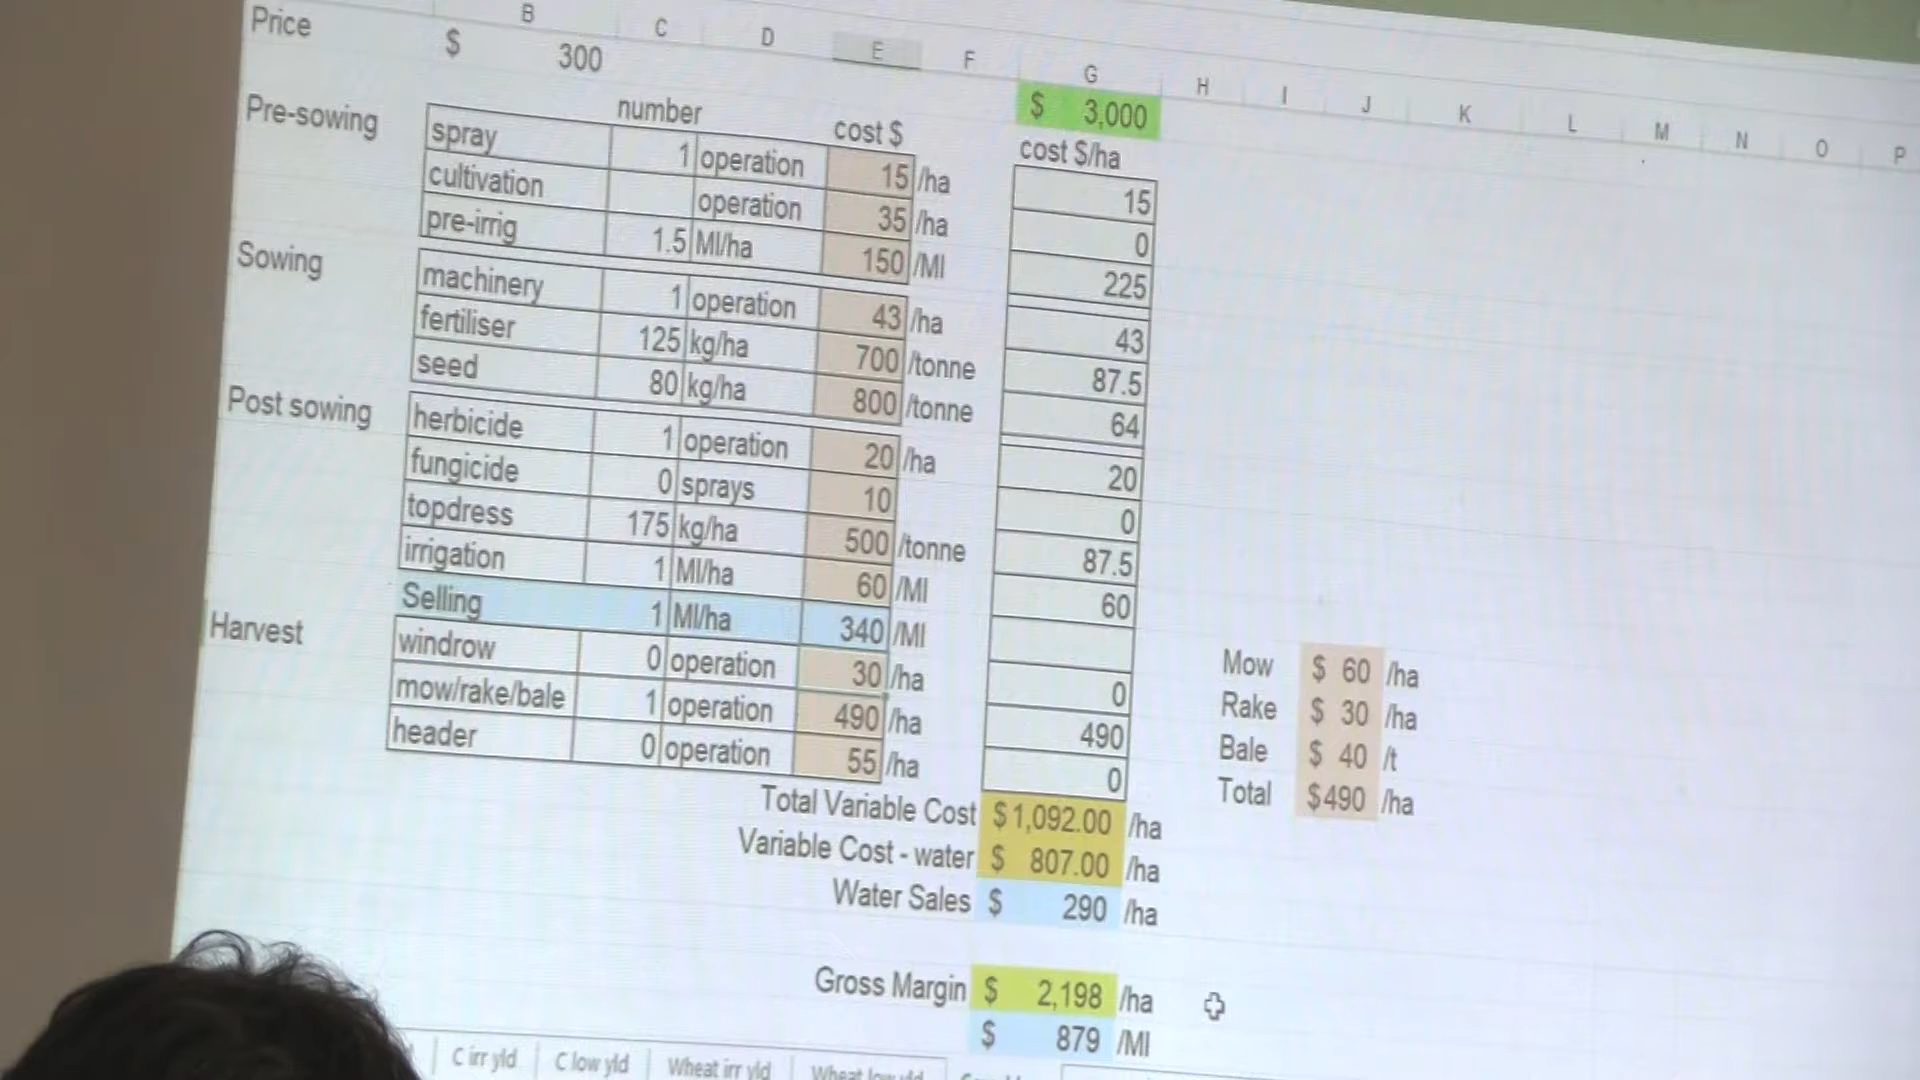 B C D E F G H I J K L M N O P
Price $ 300 $ 3,000
number cost $ cost $/ha
Pre-sowing spray 1 operation 15 /ha 15
cultivation operation 35 /ha 0
pre-irrig 1.5 Ml/ha 150 /Ml 225
Sowing machinery 1 operation 43 /ha 43
fertiliser 125 kg/ha 700 /tonne 87.5
seed 80 kg/ha 800 /tonne 64
Post sowing herbicide 1 operation 20 /ha 20
fungicide 0 sprays 10 0
topdress 175 kg/ha 500 /tonne 87.5
irrigation 1 Ml/ha 60 /Ml 60
Selling 1 Ml/ha 340 /Ml
Harvest windrow 0 operation 30 /ha 0
mow/rake/bale 1 operation 490 /ha 490
header 0 operation 55 /ha 0
Mow $ 60 /ha
Rake $ 30 /ha
Bale $ 40 /t
Total $490 /ha
Total Variable Cost $1,092.00 /ha
Variable Cost - water $ 807.00 /ha
Water Sales $ 290 /ha
Gross Margin $ 2,198 /ha
$ 879 /Ml
C irr yld C low yld Wheat irr yld Wheat low yld